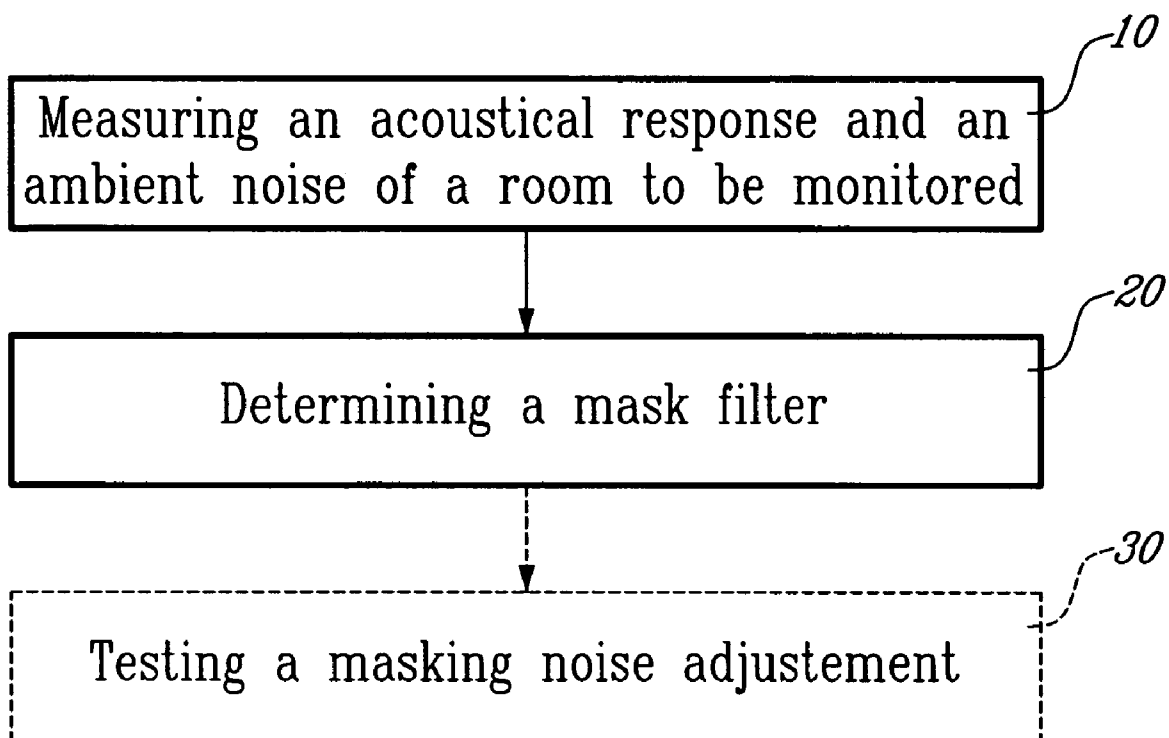 10
Measuring an acoustical response and an
ambient noise of a room to be monitored
20
Determining a mask filter
30
Testing a masking noise adjustement